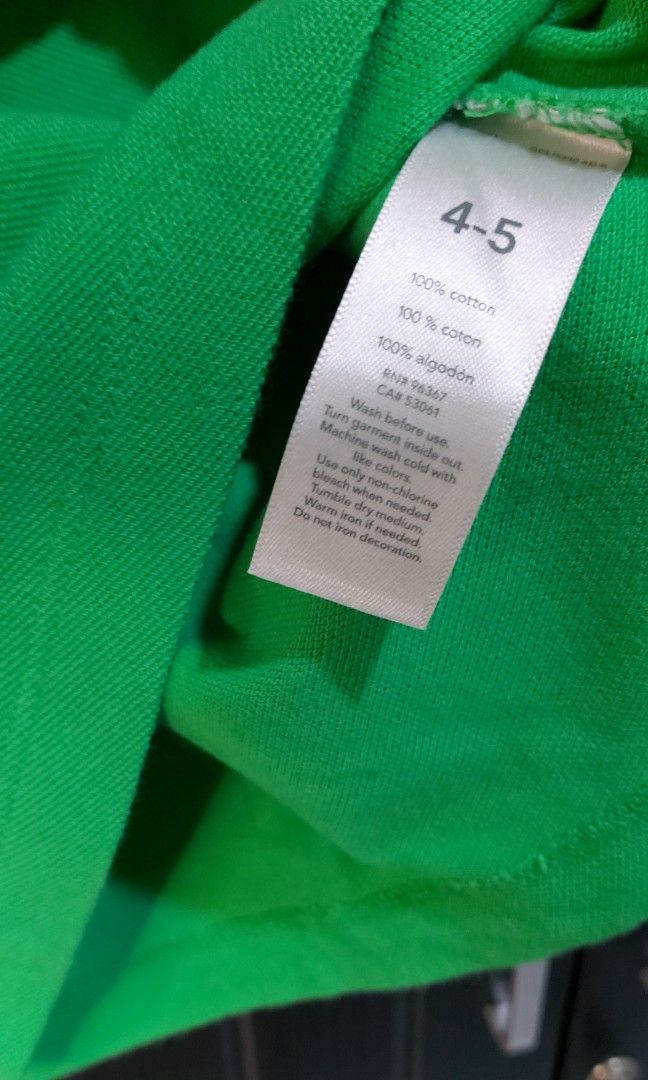 4-5
100% cotton
100 % coton
100% algodón
RN# 96367
CA# 53061
Wash before use.
Turn garment inside out.
Machine wash cold with
like colors.
Use only non-chlorine
bleach when needed.
Tumble dry medium.
Warm iron if needed.
Do not iron decoration.